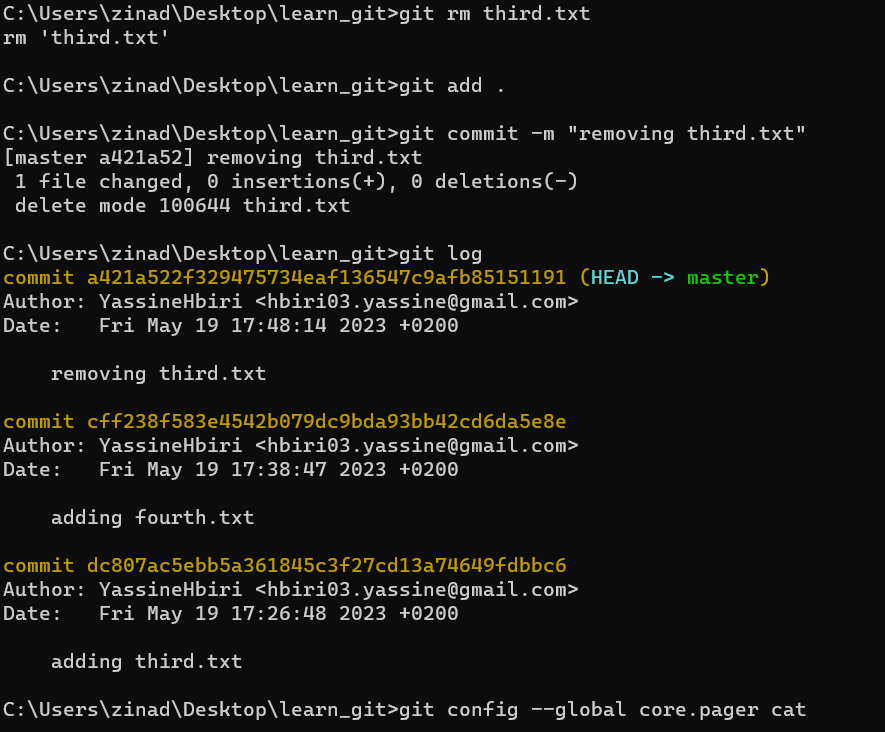 C:\Users\zinad\Desktop\learn_git>git rm third.txt
rm 'third.txt'
C:\Users\zinad\Desktop\learn_git>git add .
C:\Users\zinad\Desktop\learn_git>git commit -m "removing third.txt"
[master a421a52] removing third.txt
 1 file changed, 0 insertions(+), 0 deletions(-)
 delete mode 100644 third.txt
C:\Users\zinad\Desktop\learn_git>git log
commit a421a522f329475734eaf136547c9afb85151191 (HEAD -> master)
Author: YassineHbiri <hbiri03.yassine@gmail.com>
Date:   Fri May 19 17:48:14 2023 +0200
    removing third.txt
commit cff238f583e4542b079dc9bda93bb42cd6da5e8e
Author: YassineHbiri <hbiri03.yassine@gmail.com>
Date:   Fri May 19 17:38:47 2023 +0200
    adding fourth.txt
commit dc807ac5ebb5a361845c3f27cd13a74649fdbbc6
Author: YassineHbiri <hbiri03.yassine@gmail.com>
Date:   Fri May 19 17:26:48 2023 +0200
    adding third.txt
C:\Users\zinad\Desktop\learn_git>git config --global core.pager cat